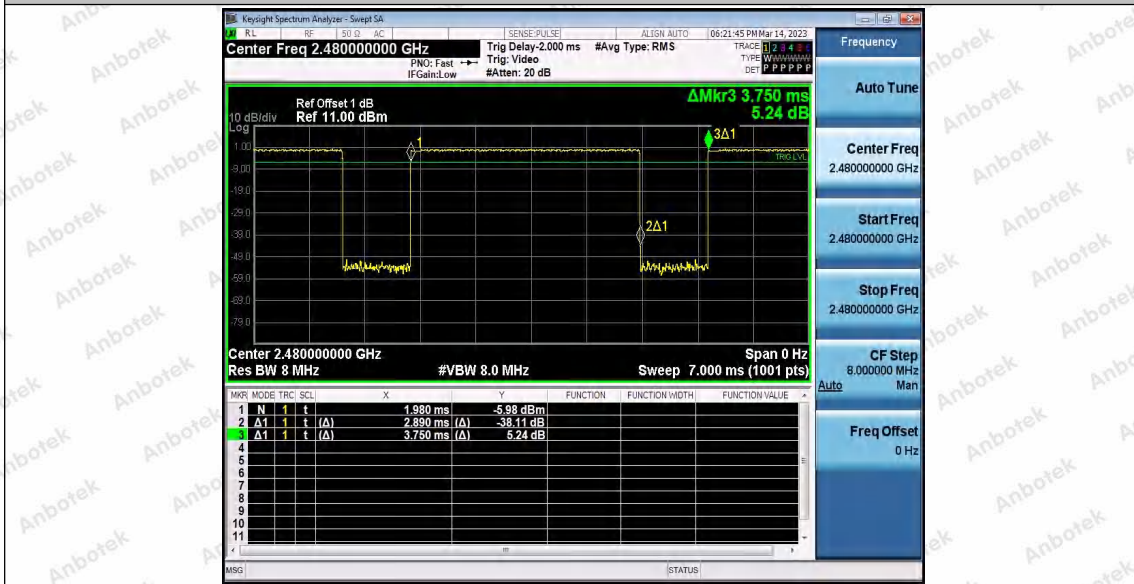 Keysight Spectrum Analyzer - Swept SA
RL RF 50 Ω AC SENSE:PULSE ALIGN AUTO 06:21:45 PM Mar 14, 2023
Center Freq 2.480000000 GHz
Trig Delay-2.000 ms #Avg Type: RMS
PNO: Fast
Trig: Video
IFGain:Low
#Atten: 20 dB
TRACE 1 2 3 4 5 6
TYPE WWWWWW
DET P P P P P P
ΔMkr3 3.750 ms
5.24 dB
Ref Offset 1 dB
10 dB/div Ref 11.00 dBm
Log
1.00
-9.00
-19.0
-29.0
-39.0
-49.0
-59.0
-69.0
-79.0
1
3Δ1
TRIG LVL
2Δ1
Center 2.480000000 GHz Span 0 Hz
Res BW 8 MHz #VBW 8.0 MHz Sweep 7.000 ms (1001 pts)
MKR MODE TRC SCL X Y FUNCTION FUNCTION WIDTH FUNCTION VALUE
1 N 1 t 1.980 ms -5.98 dBm
2 Δ1 1 t (Δ) 2.890 ms (Δ) -38.11 dB
3 Δ1 1 t (Δ) 3.750 ms (Δ) 5.24 dB
4
5
6
7
8
9
10
11
MSG STATUS
Frequency
Auto Tune
Center Freq
2.480000000 GHz
Start Freq
2.480000000 GHz
Stop Freq
2.480000000 GHz
CF Step
8.000000 MHz
Auto Man
Freq Offset
0 Hz
Anbotek